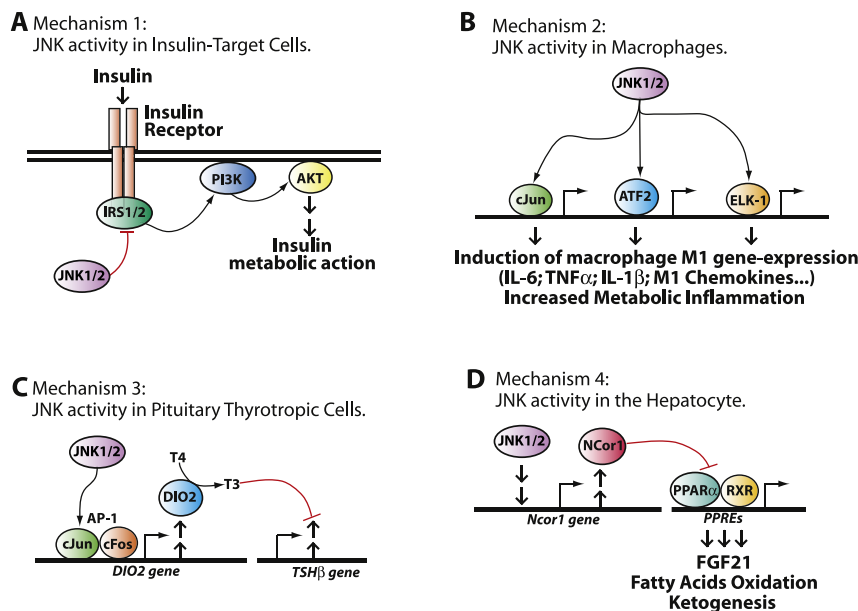 A Mechanism 1:
JNK activity in Insulin-Target Cells.
Insulin
Insulin
Receptor
IRS1/2
PI3K
AKT
JNK1/2
Insulin
metabolic action
B Mechanism 2:
JNK activity in Macrophages.
JNK1/2
cJun
ATF2
ELK-1
Induction of macrophage M1 gene-expression
(IL-6; TNFα; IL-1β; M1 Chemokines...)
Increased Metabolic Inflammation
C Mechanism 3:
JNK activity in Pituitary Thyrotropic Cells.
JNK1/2
T4
DIO2
T3
AP-1
cJun
cFos
DIO2 gene
TSHβ gene
D Mechanism 4:
JNK activity in the Hepatocyte.
JNK1/2
NCor1
PPARα
RXR
Ncor1 gene
PPREs
FGF21
Fatty Acids Oxidation
Ketogenesis